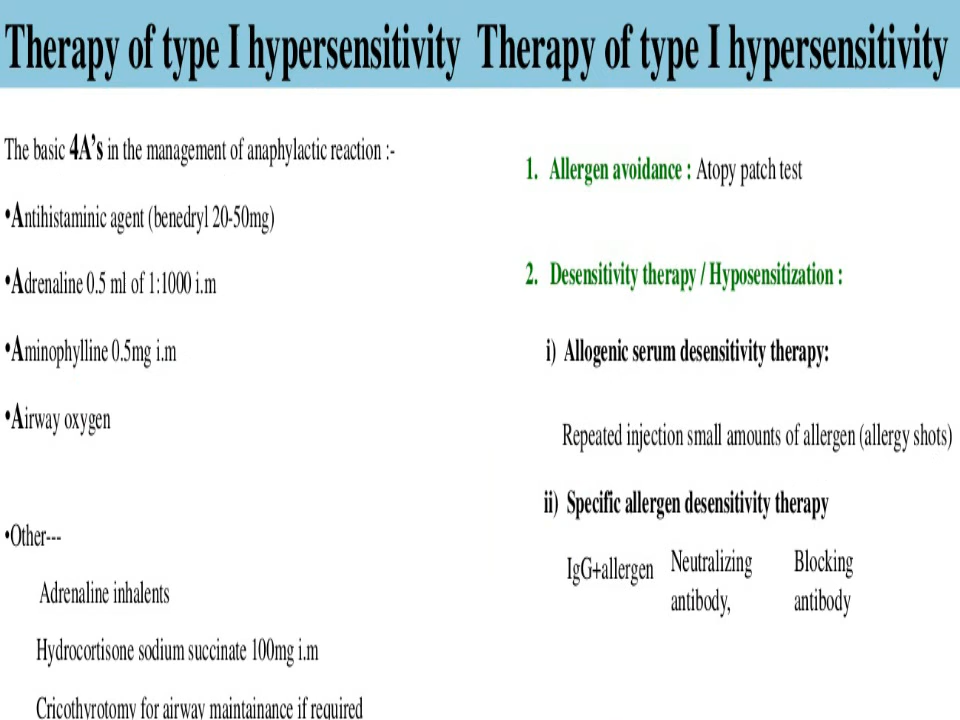 Therapy of type I hypersensitivity
The basic 4A's in the management of anaphylactic reaction :-
•Antihistaminic agent (benedryl 20-50mg)
•Adrenaline 0.5 ml of 1:1000 i.m
•Aminophylline 0.5mg i.m
•Airway oxygen
•Other---
Adrenaline inhalents
Hydrocortisone sodium succinate 100mg i.m
Cricothyrotomy for airway maintainance if required
Therapy of type I hypersensitivity
1. Allergen avoidance : Atopy patch test
2. Desensitivity therapy / Hyposensitization :
i) Allogenic serum desensitivity therapy:
Repeated injection small amounts of allergen (allergy shots)
ii) Specific allergen desensitivity therapy
IgG+allergen
Neutralizing
antibody,
Blocking
antibody